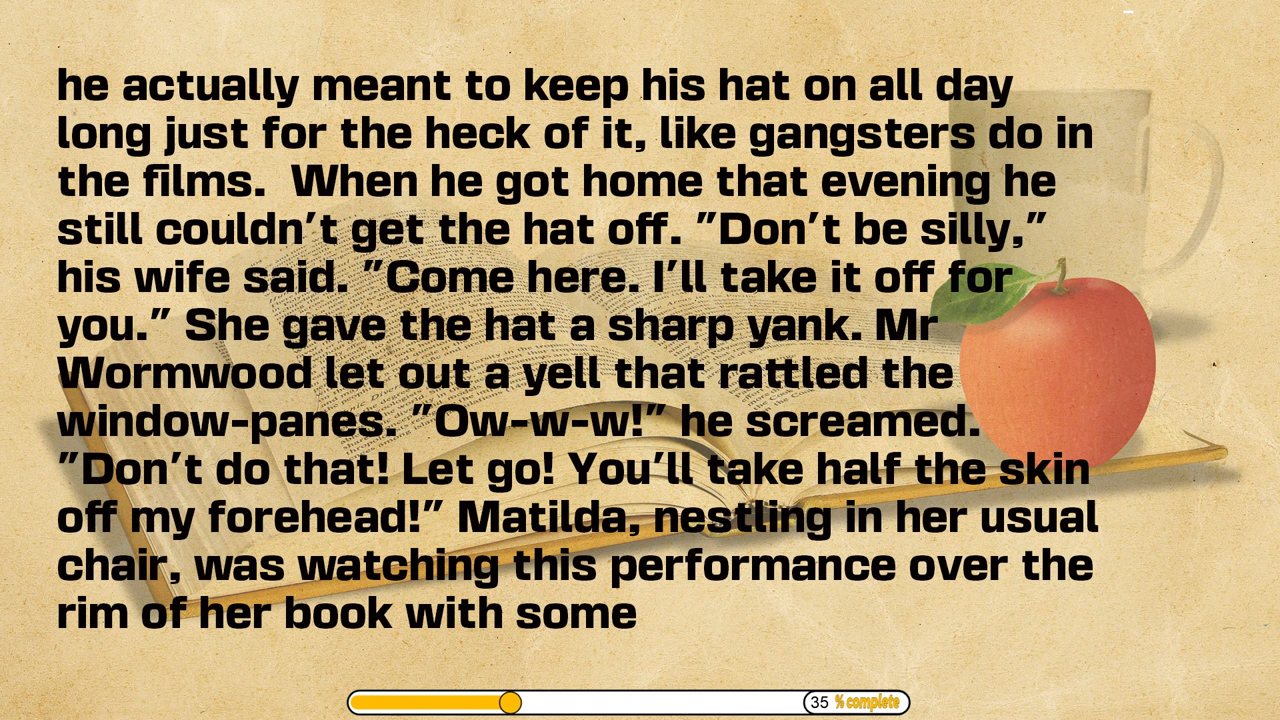 he actually meant to keep his hat on all day
long just for the heck of it, like gangsters do in
the films.  When he got home that evening he
still couldn't get the hat off. "Don't be silly,"
his wife said. "Come here. I'll take it off for
you." She gave the hat a sharp yank. Mr
Wormwood let out a yell that rattled the
window-panes. "Ow-w-w!" he screamed.
"Don't do that! Let go! You'll take half the skin
off my forehead!" Matilda, nestling in her usual
chair, was watching this performance over the
rim of her book with some
35 % complete